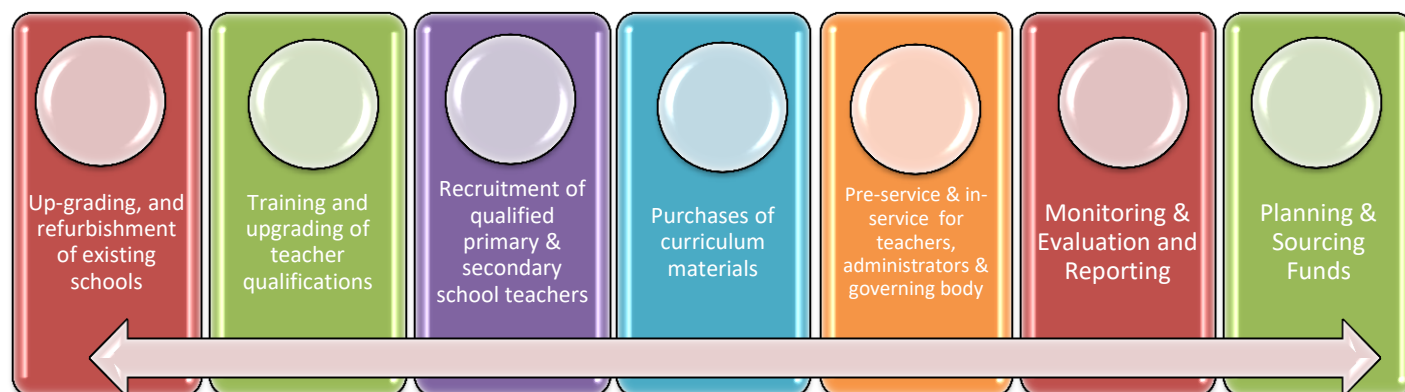 Up-grading, and
refurbishment
of existing
schools
Training and
upgrading of
teacher
qualifications
Recruitment of
qualified
primary &
secondary
school teachers
Purchases of
curriculum
materials
Pre-service & in-
service for
teachers,
administrators &
governing body
Monitoring &
Evaluation and
Reporting
Planning &
Sourcing
Funds